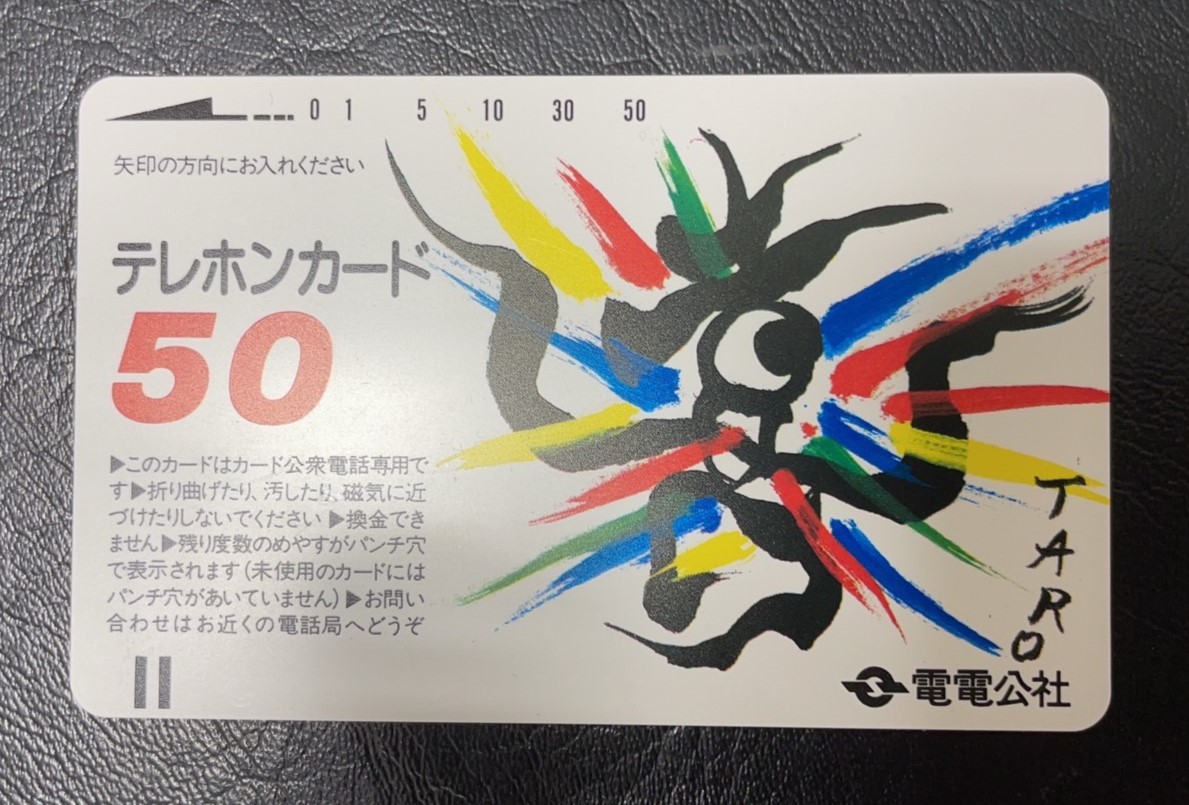 0 1 5 10 30 50
矢印の方向にお入れください
テレホンカード
50
▶このカードはカード公衆電話専用で
す▶折り曲げたり、汚したり、磁気に近
づけたりしないでください ▶換金でき
ません▶残り度数のめやすがパンチ穴
で表示されます(未使用のカードには
パンチ穴があいていません) ▶お問い
合わせはお近くの電話局へどうぞ
TARO
電電公社